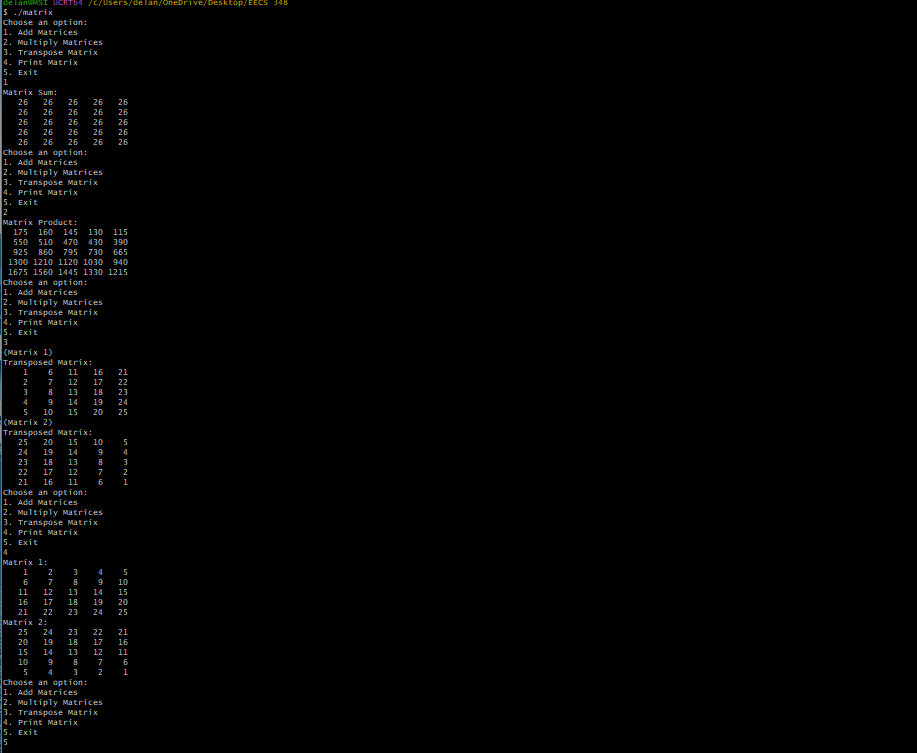 delan@MSI UCRT64 /c/Users/delan/OneDrive/Desktop/EECS 348
$ ./matrix
Choose an option:
1. Add Matrices
2. Multiply Matrices
3. Transpose Matrix
4. Print Matrix
5. Exit
1
Matrix Sum:
26 26 26 26 26
26 26 26 26 26
26 26 26 26 26
26 26 26 26 26
26 26 26 26 26
Choose an option:
1. Add Matrices
2. Multiply Matrices
3. Transpose Matrix
4. Print Matrix
5. Exit
2
Matrix Product:
175 160 145 130 115
550 510 470 430 390
925 860 795 730 665
1300 1210 1120 1030 940
1675 1560 1445 1330 1215
Choose an option:
1. Add Matrices
2. Multiply Matrices
3. Transpose Matrix
4. Print Matrix
5. Exit
3
(Matrix 1)
Transposed Matrix:
1 6 11 16 21
2 7 12 17 22
3 8 13 18 23
4 9 14 19 24
5 10 15 20 25
(Matrix 2)
Transposed Matrix:
25 20 15 10 5
24 19 14 9 4
23 18 13 8 3
22 17 12 7 2
21 16 11 6 1
Choose an option:
1. Add Matrices
2. Multiply Matrices
3. Transpose Matrix
4. Print Matrix
5. Exit
4
Matrix 1:
1 2 3 4 5
6 7 8 9 10
11 12 13 14 15
16 17 18 19 20
21 22 23 24 25
Matrix 2:
25 24 23 22 21
20 19 18 17 16
15 14 13 12 11
10 9 8 7 6
5 4 3 2 1
Choose an option:
1. Add Matrices
2. Multiply Matrices
3. Transpose Matrix
4. Print Matrix
5. Exit
5